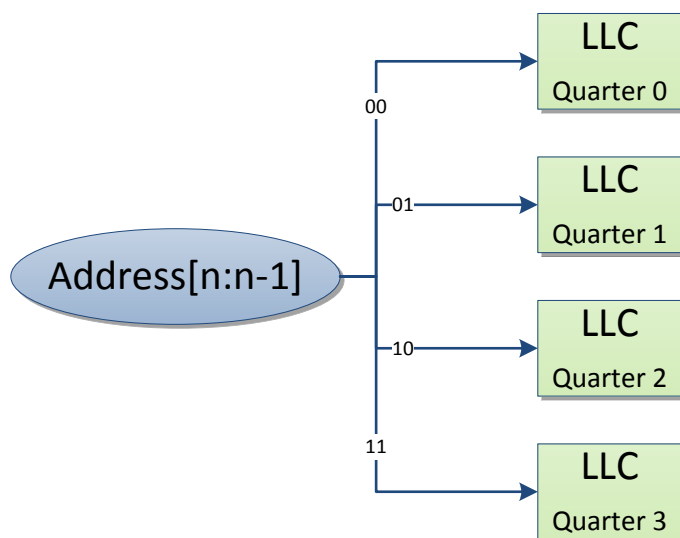 LLC
Quarter 0
00
01
LLC
Quarter 1
Address[n:n-1]
10
LLC
Quarter 2
11
LLC
Quarter 3